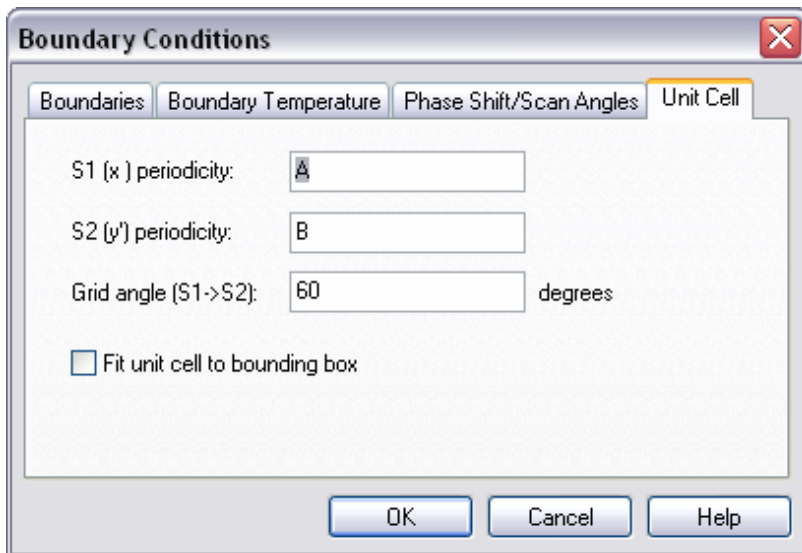 Boundary Conditions
Boundaries Boundary Temperature Phase Shift/Scan Angles Unit Cell
S1 (x ) periodicity: A
S2 (y') periodicity: B
Grid angle (S1->S2): 60 degrees
Fit unit cell to bounding box
OK Cancel Help